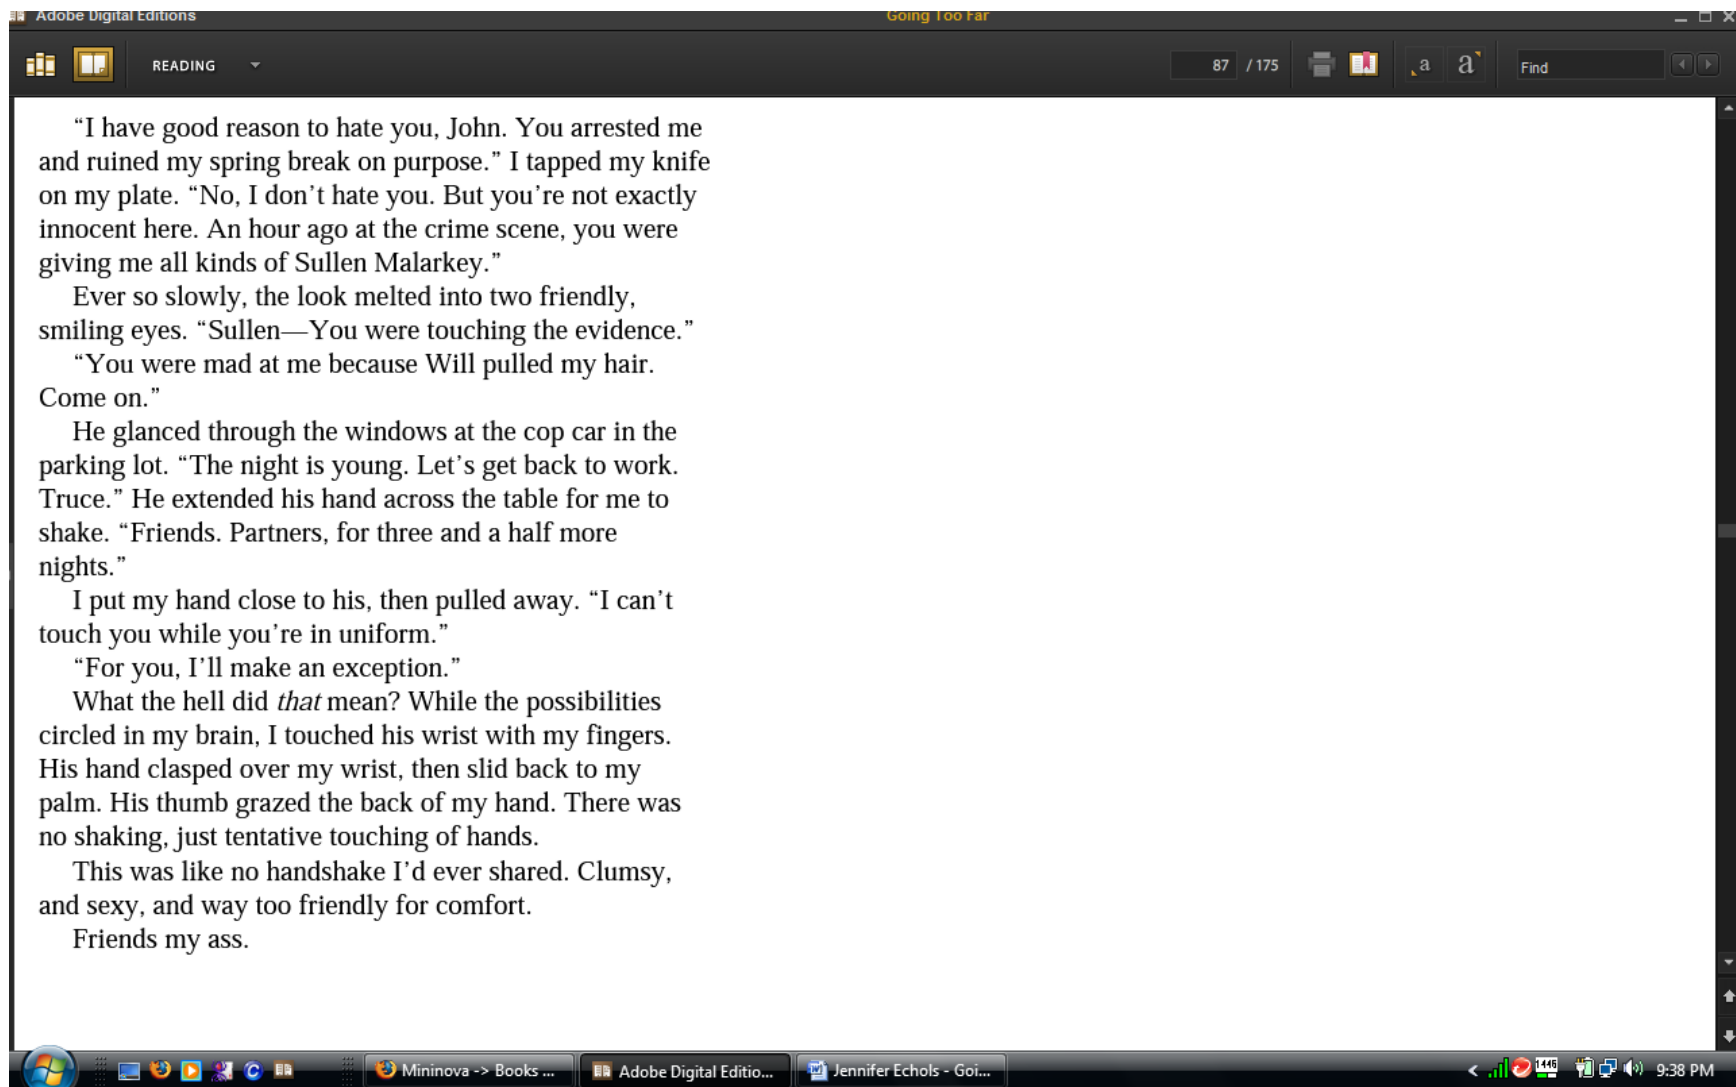 Adobe Digital Editions
Going Too Far
READING
87 / 175
a
a
Find
“I have good reason to hate you, John. You arrested me
and ruined my spring break on purpose.” I tapped my knife
on my plate. “No, I don’t hate you. But you’re not exactly
innocent here. An hour ago at the crime scene, you were
giving me all kinds of Sullen Malarkey.”
Ever so slowly, the look melted into two friendly,
smiling eyes. “Sullen—You were touching the evidence.”
“You were mad at me because Will pulled my hair.
Come on.”
He glanced through the windows at the cop car in the
parking lot. “The night is young. Let’s get back to work.
Truce.” He extended his hand across the table for me to
shake. “Friends. Partners, for three and a half more
nights.”
I put my hand close to his, then pulled away. “I can’t
touch you while you’re in uniform.”
“For you, I’ll make an exception.”
What the hell did that mean? While the possibilities
circled in my brain, I touched his wrist with my fingers.
His hand clasped over my wrist, then slid back to my
palm. His thumb grazed the back of my hand. There was
no shaking, just tentative touching of hands.
This was like no handshake I’d ever shared. Clumsy,
and sexy, and way too friendly for comfort.
Friends my ass.
Mininova -> Books ...
Adobe Digital Editio...
Jennifer Echols - Goi...
1446
9:38 PM